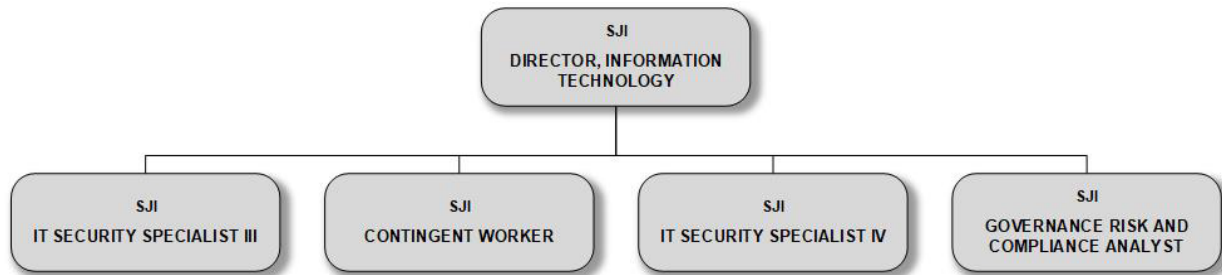 SJI
DIRECTOR, INFORMATION
TECHNOLOGY
SJI
IT SECURITY SPECIALIST III
SJI
CONTINGENT WORKER
SJI
IT SECURITY SPECIALIST IV
SJI
GOVERNANCE RISK AND
COMPLIANCE ANALYST